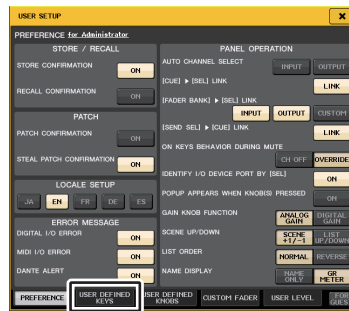 USER SETUP
PREFERENCE for Administrator
STORE / RECALL
STORE CONFIRMATION ON
RECALL CONFIRMATION ON
PATCH
PATCH CONFIRMATION ON
STEAL PATCH CONFIRMATION ON
LOCALE SETUP
JA EN FR DE ES
ERROR MESSAGE
DIGITAL I/O ERROR ON
MIDI I/O ERROR ON
DANTE ALERT ON
PANEL OPERATION
AUTO CHANNEL SELECT INPUT OUTPUT
[CUE] ▶ [SEL] LINK LINK
[FADER BANK] ▶ [SEL] LINK
INPUT OUTPUT CUSTOM
[SEND SEL] ▶ [CUE] LINK LINK
ON KEYS BEHAVIOR DURING MUTE
CH OFF OVERRIDE
IDENTIFY I/O DEVICE PORT BY [SEL]
ON
POPUP APPEARS WHEN KNOB(S) PRESSED
ON
GAIN KNOB FUNCTION ANALOG GAIN DIGITAL GAIN
SCENE UP/DOWN SCENE +1/-1 LIST UP/DOWN
LIST ORDER NORMAL REVERSE
NAME DISPLAY NAME ONLY GR METER
PREFERENCE USER DEFINED KEYS USER DEFINED KNOBS CUSTOM FADER USER LEVEL FOR GUEST